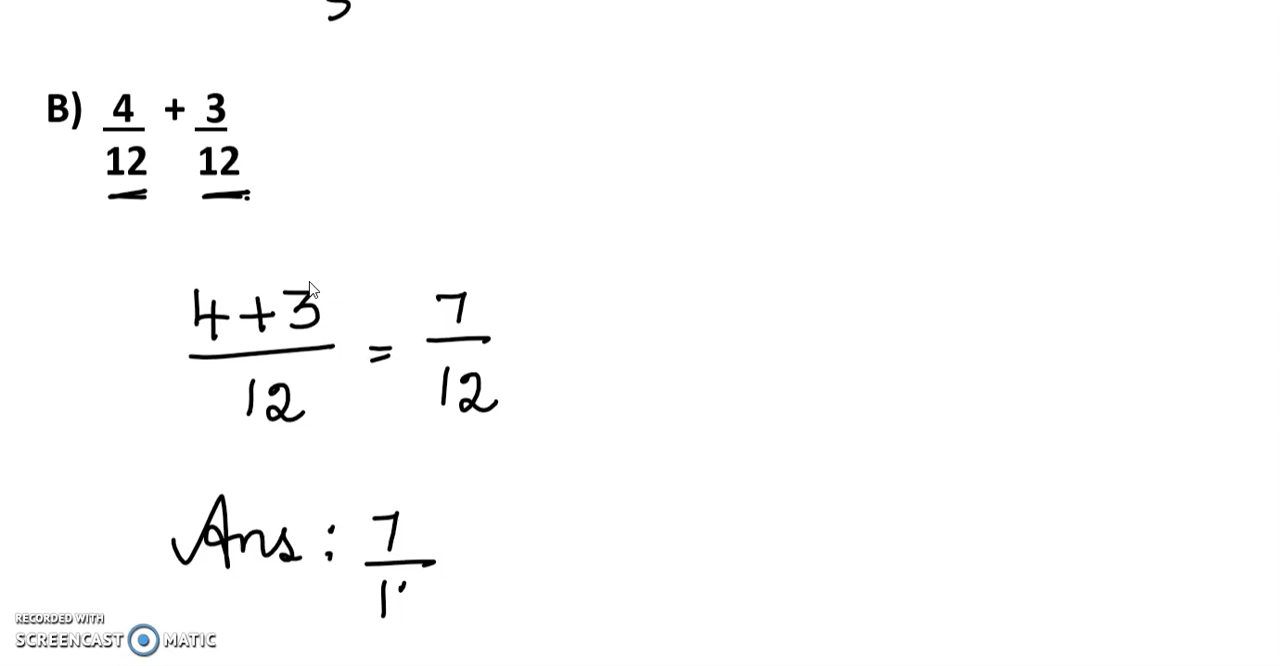 B) 4/12 + 3/12
4+3/12 = 7/12
Ans : 7/1
RECORDED WITH
SCREENCAST MATIC